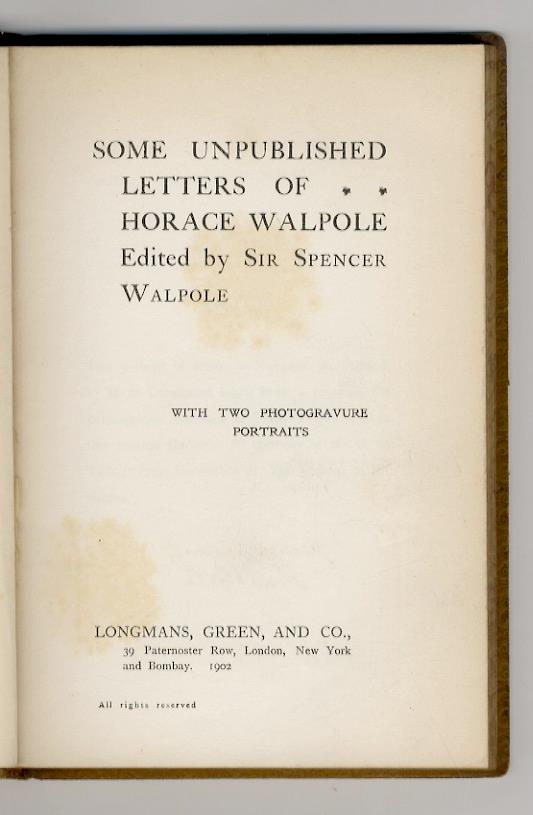 SOME UNPUBLISHED
LETTERS OF
HORACE WALPOLE
Edited by SIR SPENCER
WALPOLE
WITH TWO PHOTOGRAVURE
PORTRAITS
LONGMANS, GREEN, AND CO.,
39 Paternoster Row, London, New York
and Bombay. 1902
All rights reserved